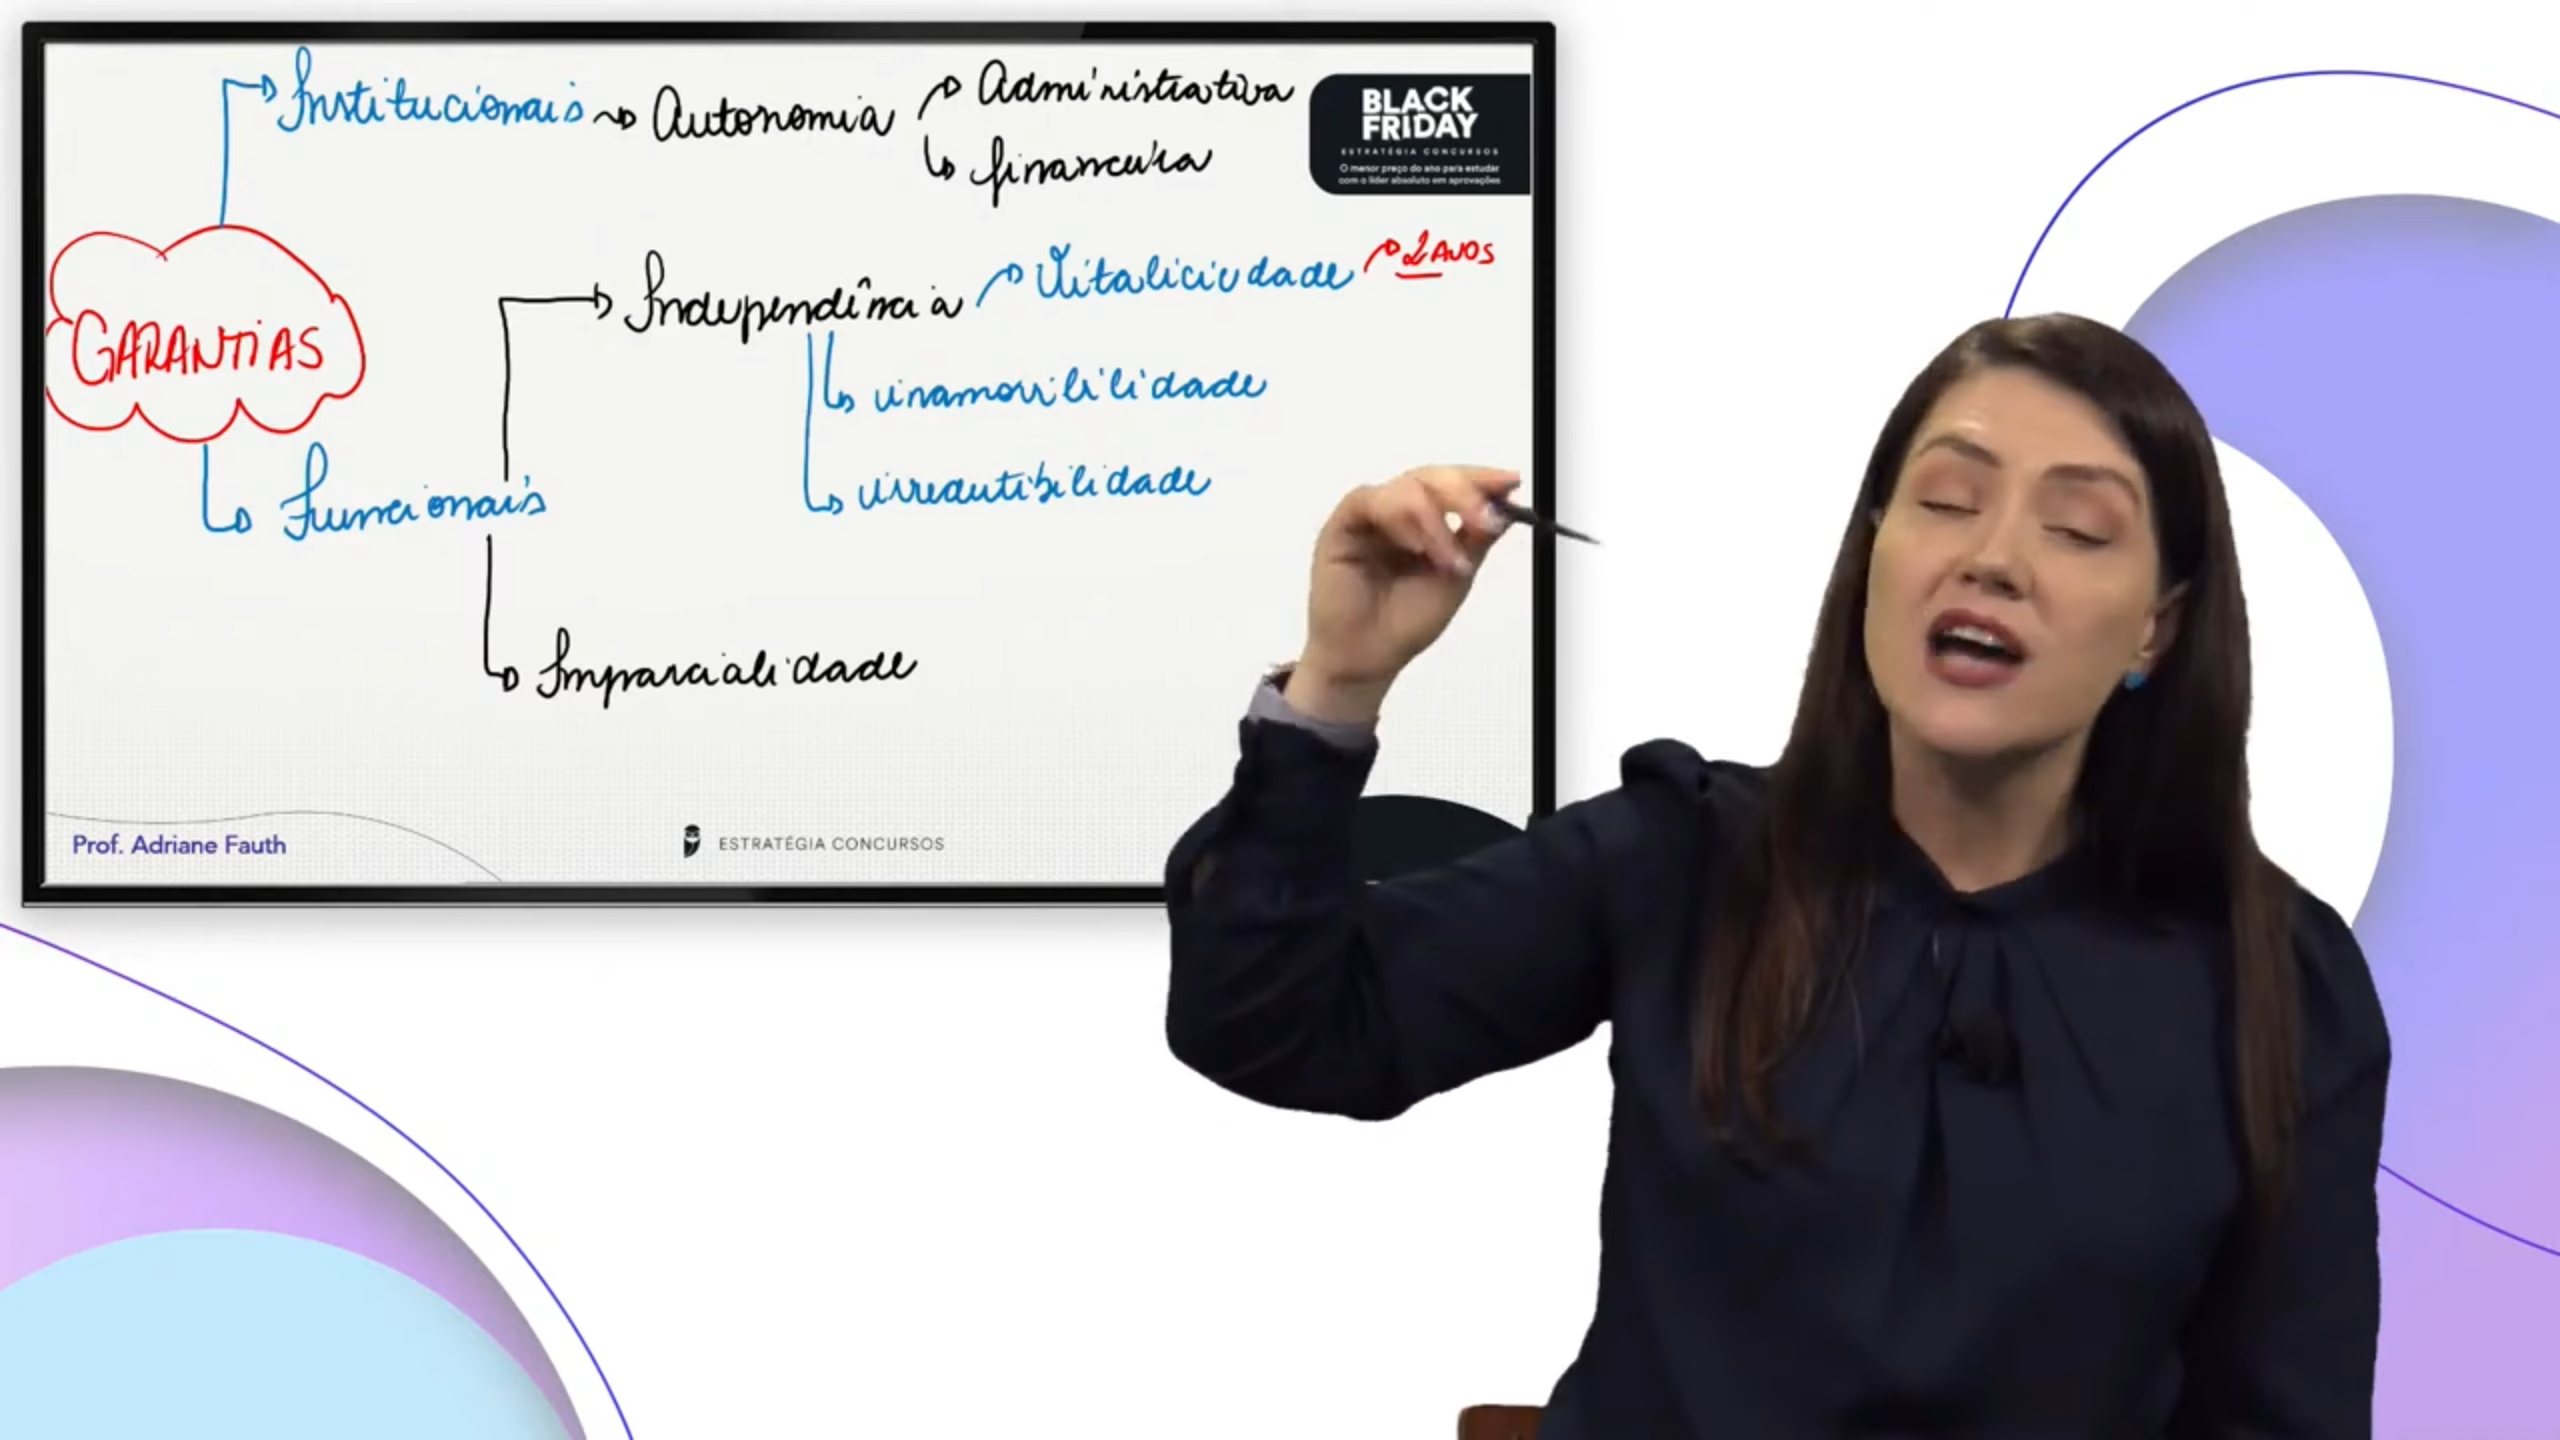 Institucionais Autonomia Administrativa
financeira
BLACK
FRIDAY
ESTRATÉGIA CONCURSOS
O menor preço do ano para estudar
com o líder absoluto em aprovações
Independência Vitaliciedade 2 ANOS
GARANTIAS
inamovibilidade
Funcionais
irredutibilidade
Imparcialidade
Prof. Adriane Fauth
ESTRATÉGIA CONCURSOS